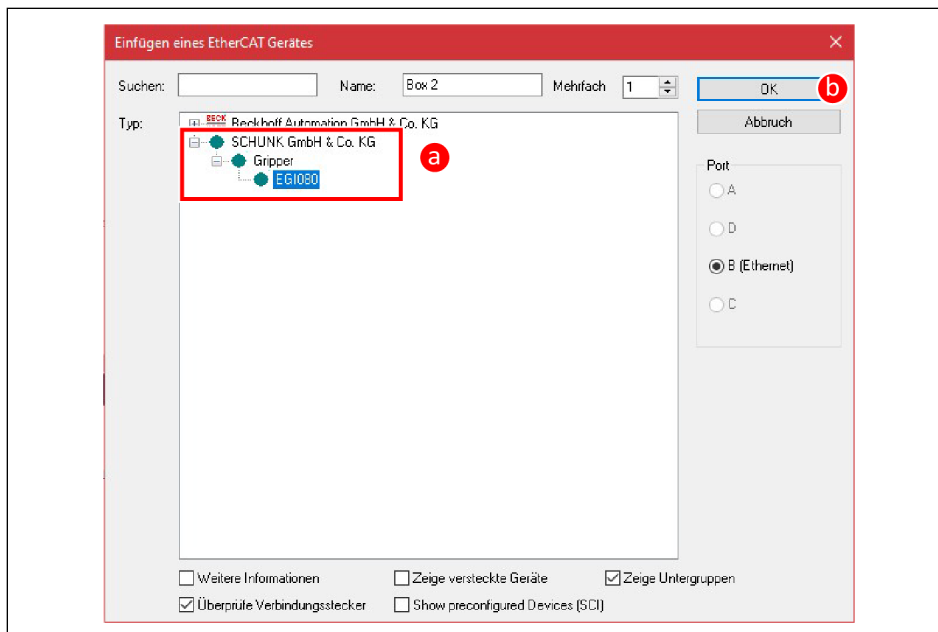 Einfügen eines EtherCAT Gerätes
Suchen: Name: Box 2 Mehrfach 1 OK b
Typ: BECK Beckhoff Automation GmbH & Co. KG Abbruch
SCHUNK GmbH & Co. KG
a
Gripper
EGI080
Port
A
D
B (Ethernet)
C
Weitere Informationen Zeige versteckte Geräte Zeige Untergruppen
Überprüfe Verbindungsstecker Show preconfigured Devices (SCI)